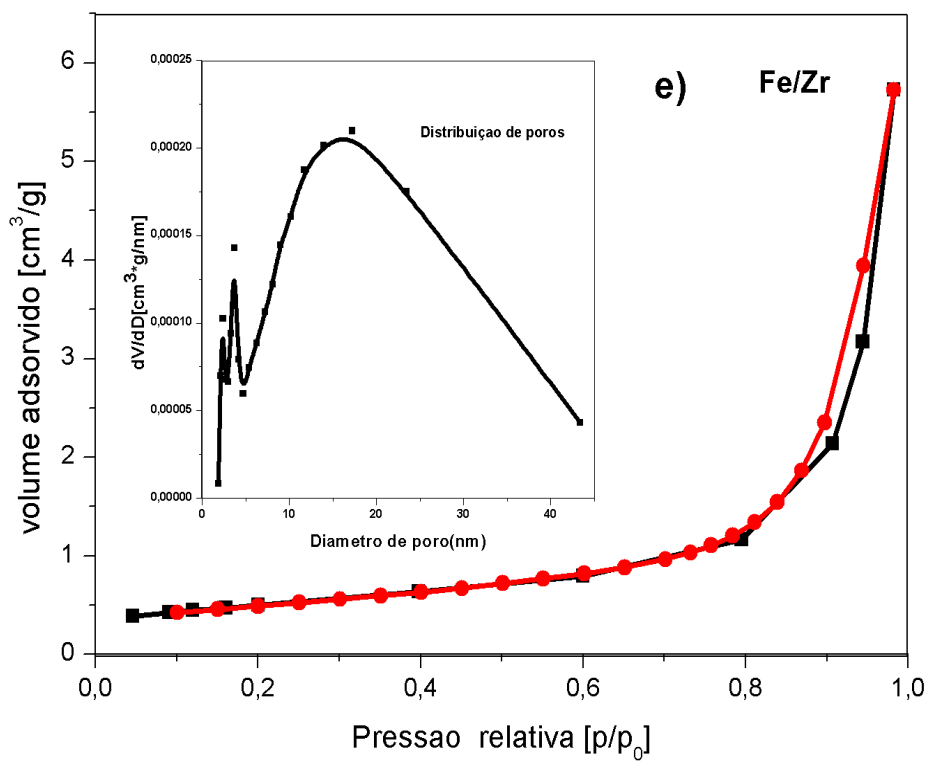 e) Fe/Zr
Distribuiçao de poros
dV/dD[cm³*g/nm]
0,00025
0,00020
0,00015
0,00010
0,00005
0,00000
0 10 20 30 40
Diametro de poro(nm)
volume adsorvido [cm³/g]
6
5
4
3
2
1
0
0,0 0,2 0,4 0,6 0,8 1,0
Pressao relativa [p/p₀]